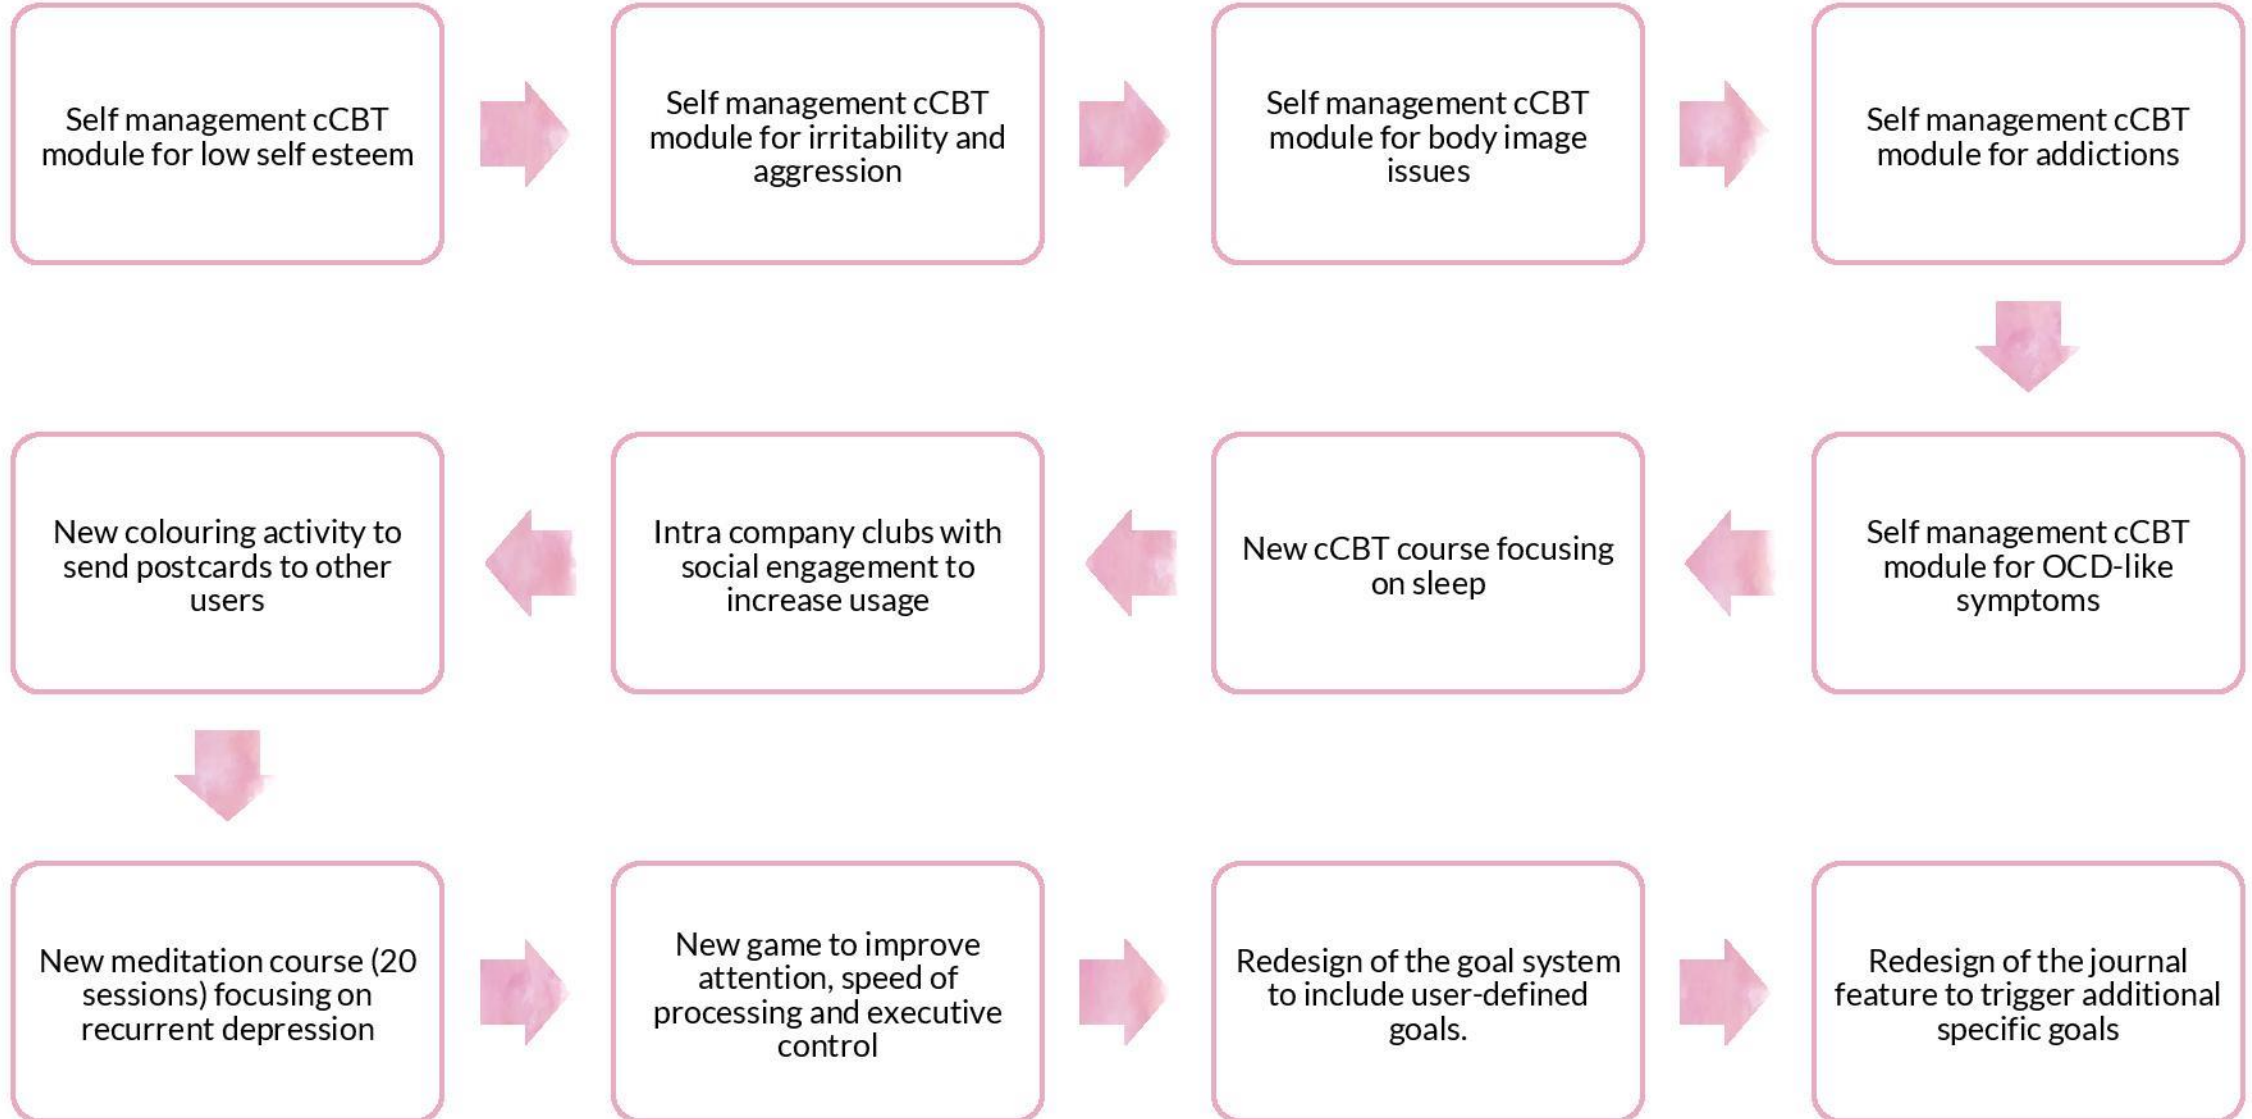 Self management cCBT
module for low self esteem
Self management cCBT
module for irritability and
aggression
Self management cCBT
module for body image
issues
Self management cCBT
module for addictions
Self management cCBT
module for OCD-like
symptoms
New cCBT course focusing
on sleep
Intra company clubs with
social engagement to
increase usage
New colouring activity to
send postcards to other
users
New meditation course (20
sessions) focusing on
recurrent depression
New game to improve
attention, speed of
processing and executive
control
Redesign of the goal system
to include user-defined
goals.
Redesign of the journal
feature to trigger additional
specific goals